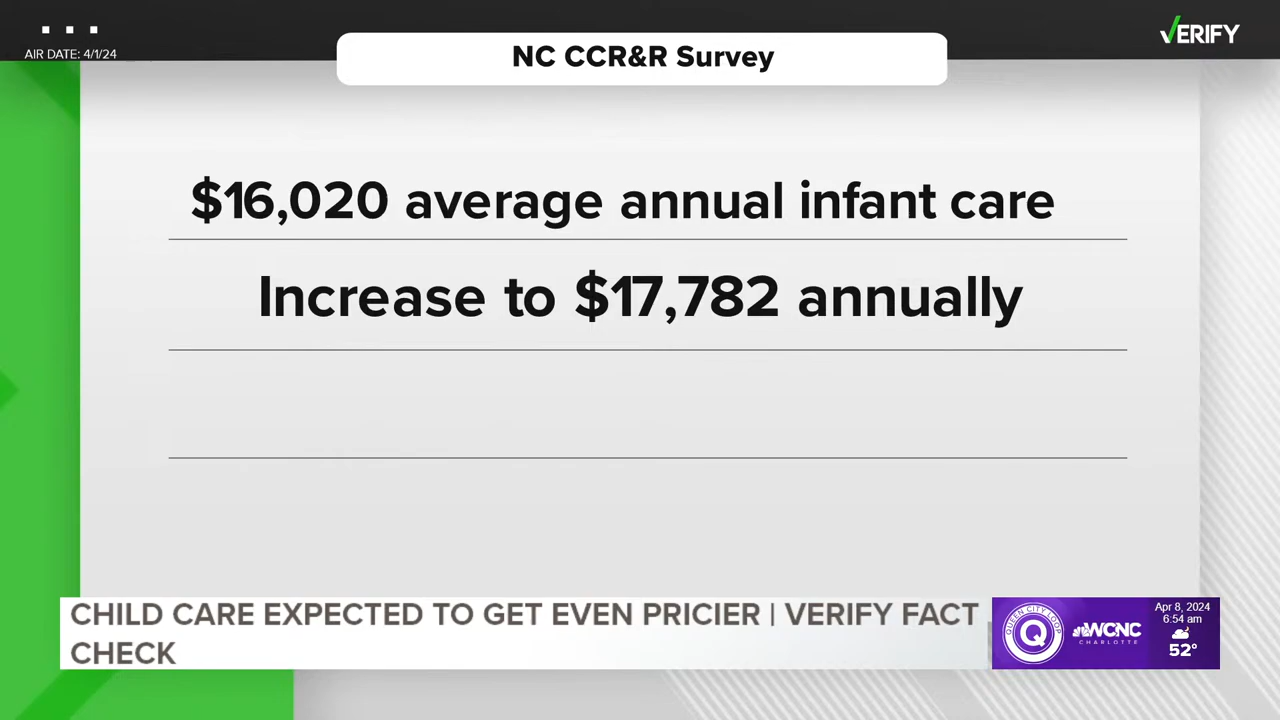 AIR DATE: 4/1/24
VERIFY
NC CCR&R Survey
$16,020 average annual infant care
Increase to $17,782 annually
CHILD CARE EXPECTED TO GET EVEN PRICIER | VERIFY FACT
CHECK
QUEEN CITY LOOP
Q
WCNC
CHARLOTTE
Apr 8, 2024
6:54 am
52°